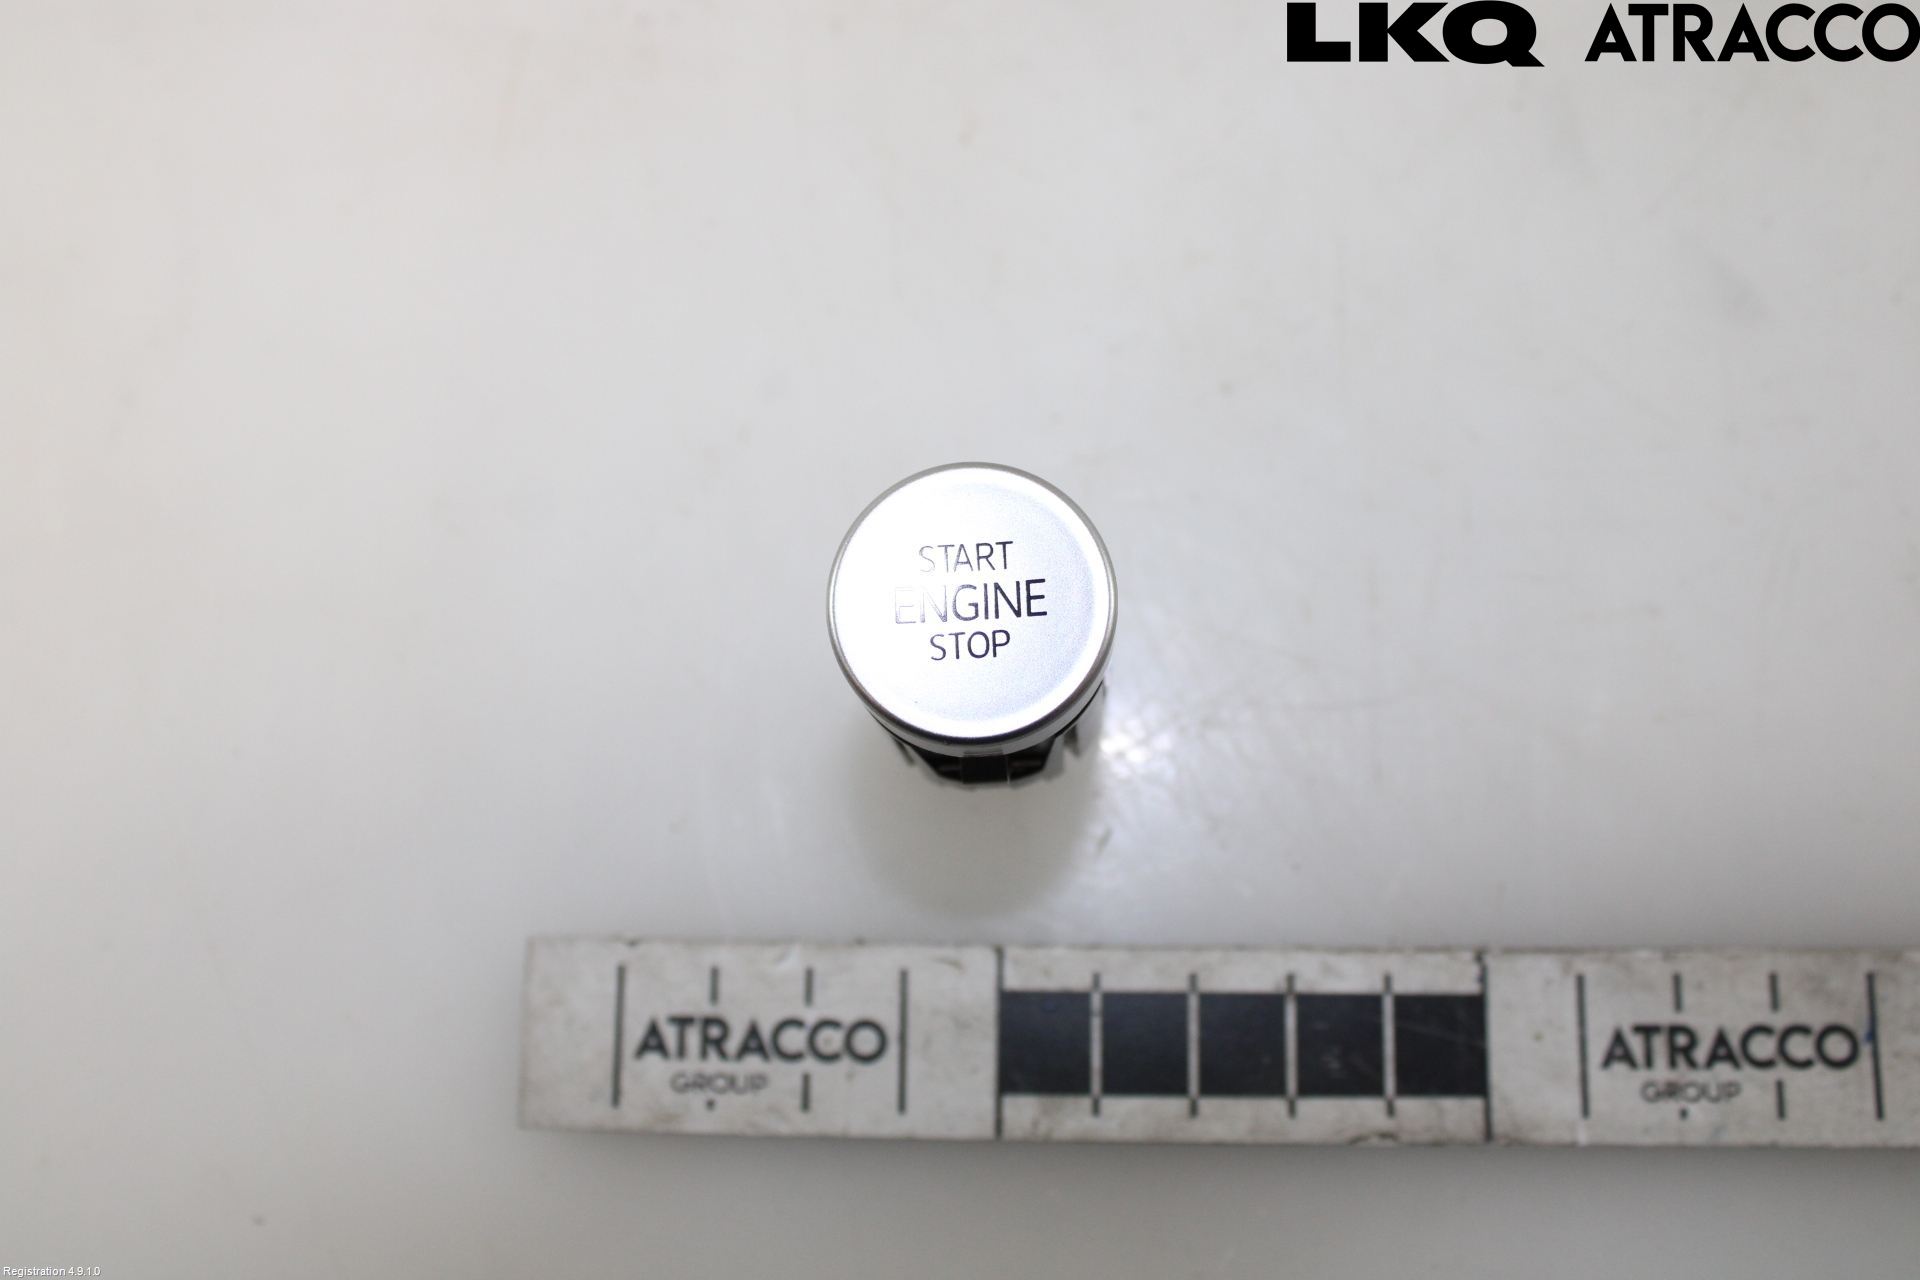 LKQ ATRACCO
START
ENGINE
STOP
ATRACCO
GROUP
ATRACCO
GROUP
Registration 4.9.1.0